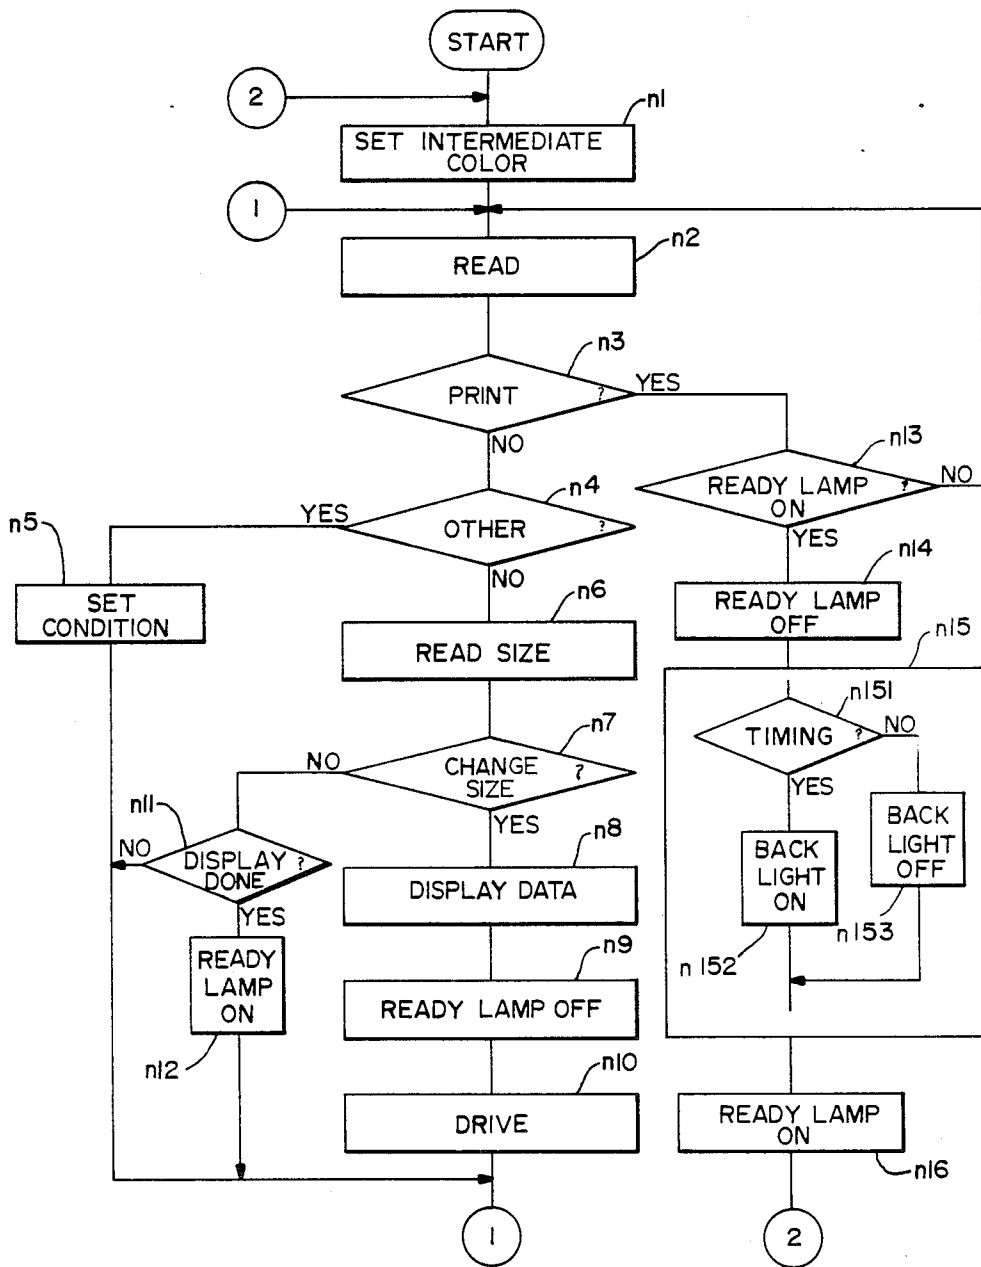 START
2
n1
SET INTERMEDIATE
COLOR
1
n2
READ
n3
PRINT ?
YES
NO
n13
READY LAMP ?
ON
NO
YES
n4
OTHER ?
YES
NO
n5
SET
CONDITION
n14
READY LAMP
OFF
n6
READ SIZE
n15
n151
TIMING ?
NO
YES
n7
CHANGE ?
SIZE
NO
YES
n11
DISPLAY ?
DONE
NO
YES
n8
DISPLAY DATA
BACK
LIGHT
ON
n152
BACK
LIGHT
OFF
n153
READY
LAMP
ON
n12
n9
READY LAMP OFF
n10
DRIVE
READY LAMP
ON
n16
1
2